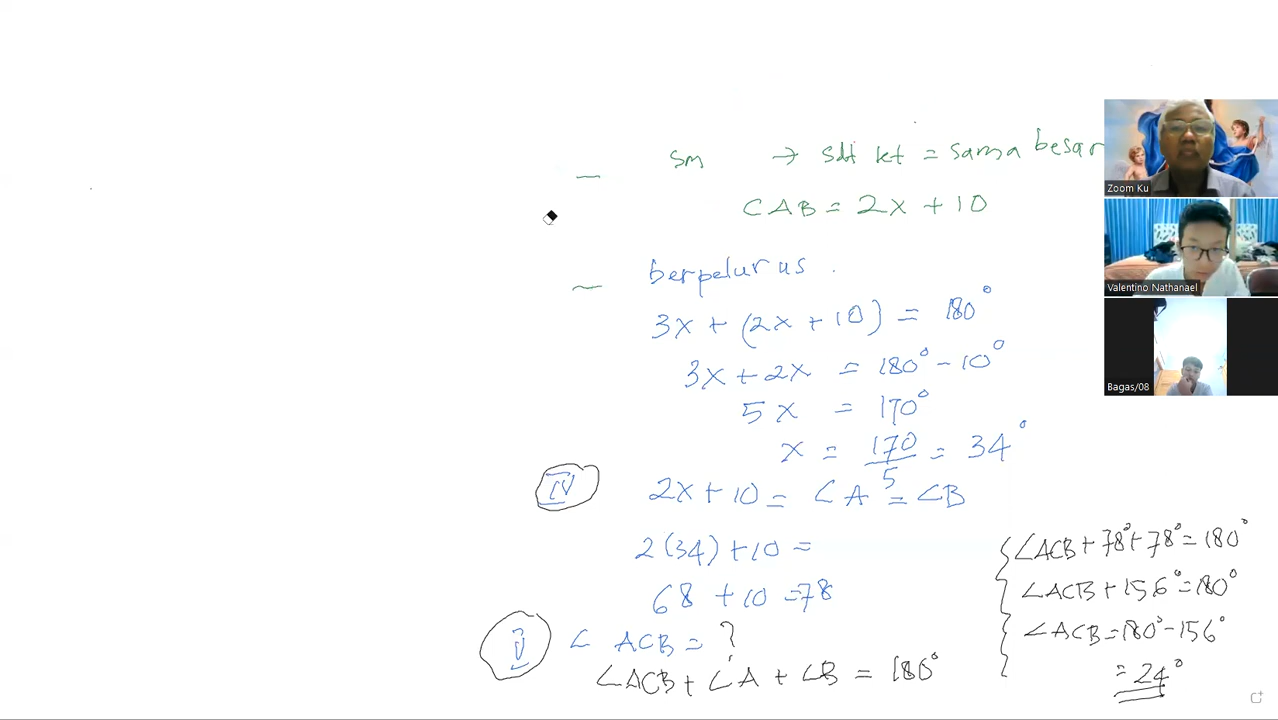 sm → sdt kt = sama besar
CAB = 2x + 10
berpelurus
3x + (2x + 10) = 180°
3x + 2x = 180° - 10°
5x = 170°
x = 170/5 = 34°
IV
2x + 10 = ∠A = ∠B
2(34) + 10 =
68 + 10 = 78
V
∠ ACB = ?
∠ACB + ∠A + ∠B = 180°
∠ACB + 78° + 78° = 180°
∠ACB + 156° = 180°
∠ACB = 180° - 156°
= 24°
Zoom Ku
Valentino Nathanael
Bagas/08